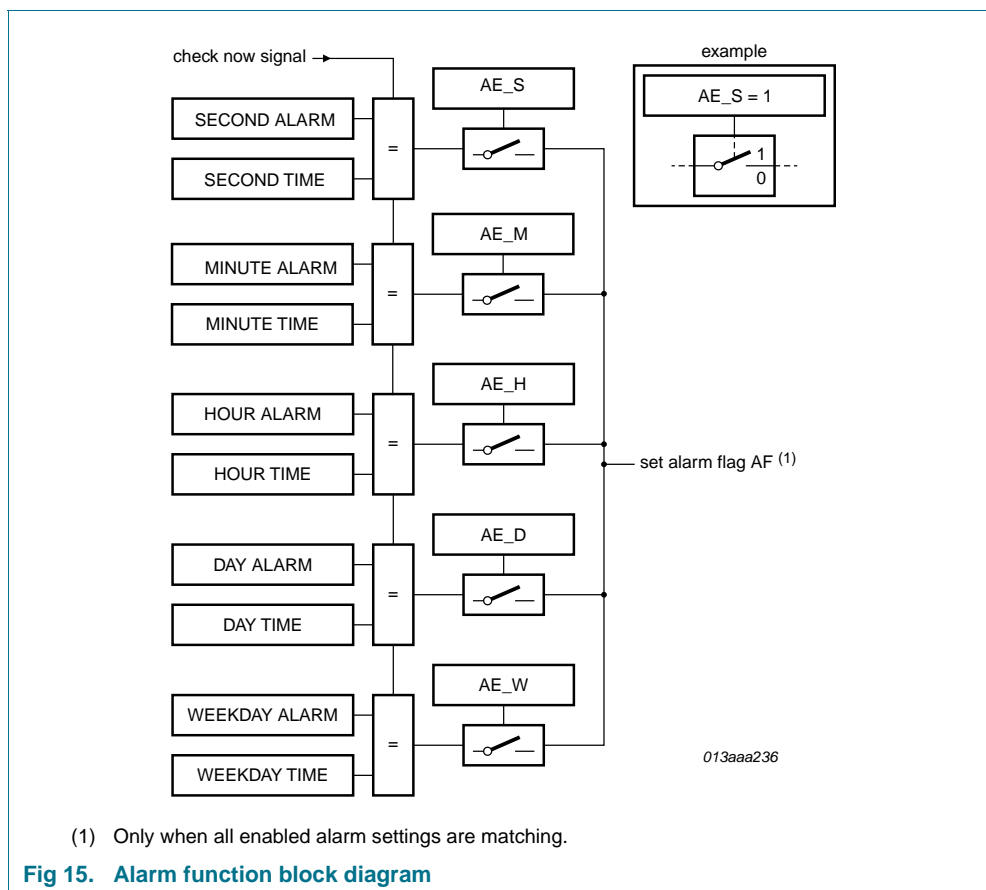 check now signal
example
AE_S
AE_S = 1
SECOND ALARM
=
1
0
SECOND TIME
AE_M
MINUTE ALARM
=
MINUTE TIME
AE_H
HOUR ALARM
=
HOUR TIME
set alarm flag AF (1)
AE_D
DAY ALARM
=
DAY TIME
AE_W
WEEKDAY ALARM
=
WEEKDAY TIME
013aaa236
(1) Only when all enabled alarm settings are matching.
Fig 15. Alarm function block diagram